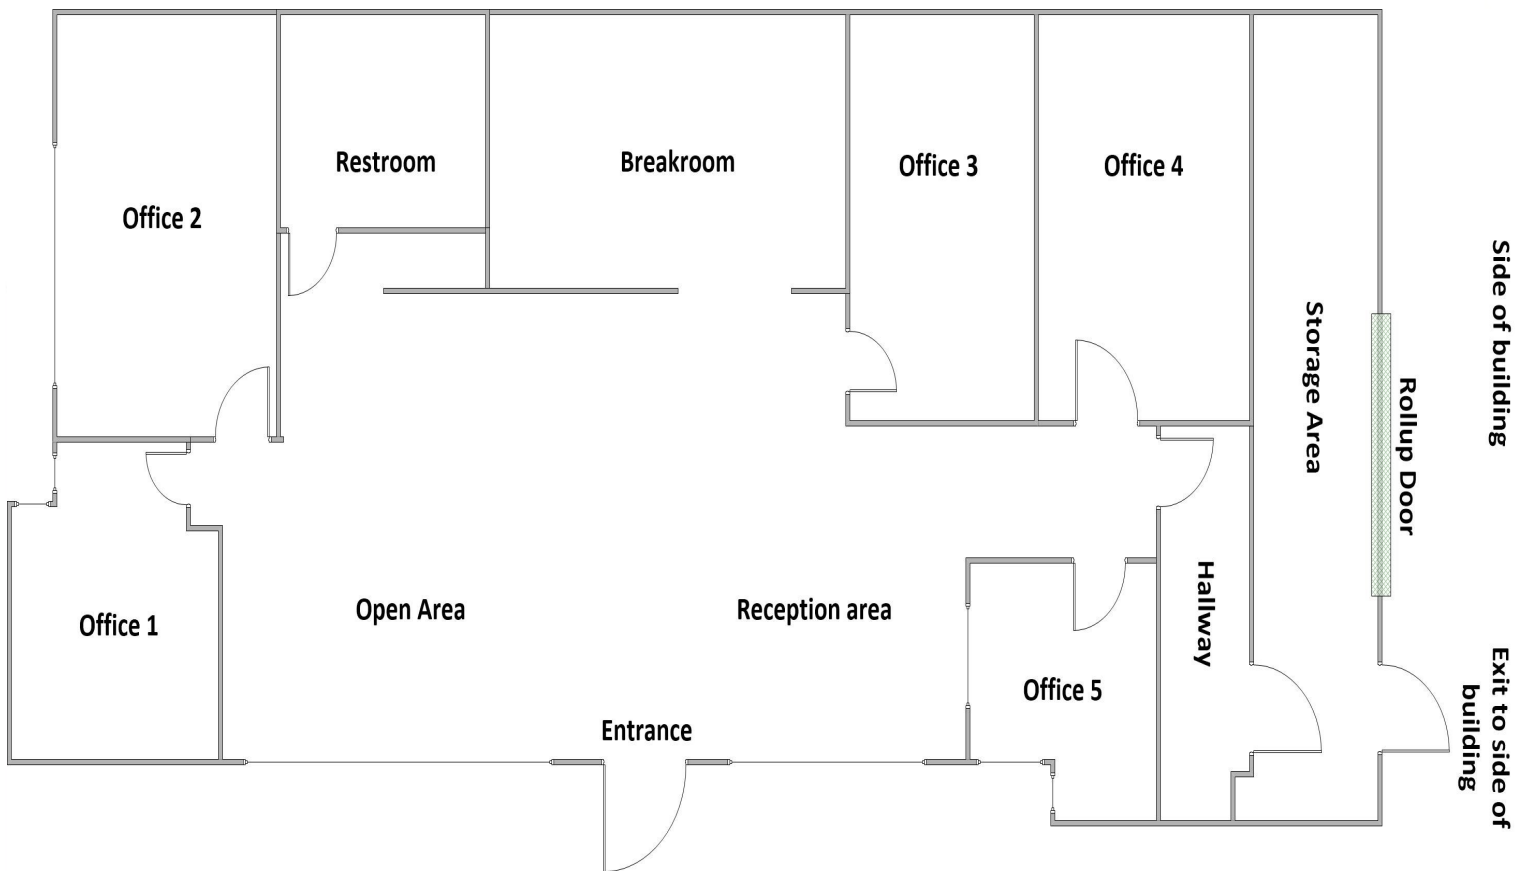 Restroom
Breakroom
Office 3
Office 4
Office 2
Side of building
Storage Area
Rollup Door
Office 1
Open Area
Reception area
Hallway
Office 5
Entrance
Exit to side of
building